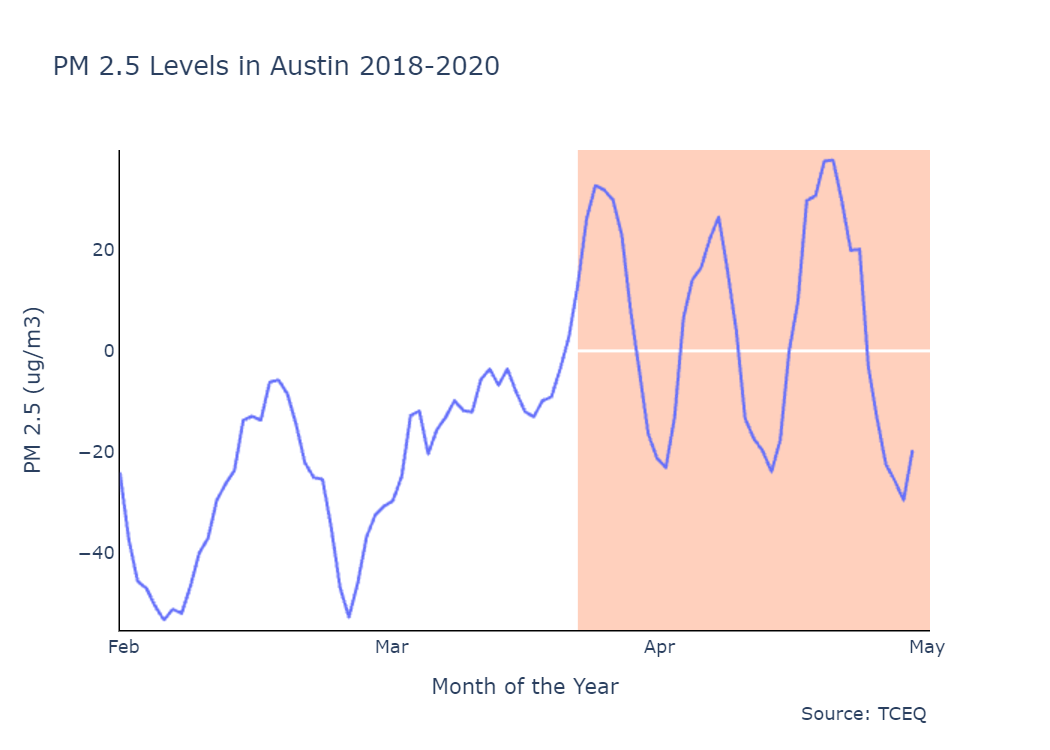 PM 2.5 Levels in Austin 2018-2020
20
0
−20
−40
PM 2.5 (ug/m3)
Feb
Mar
Apr
May
Month of the Year
Source: TCEQ